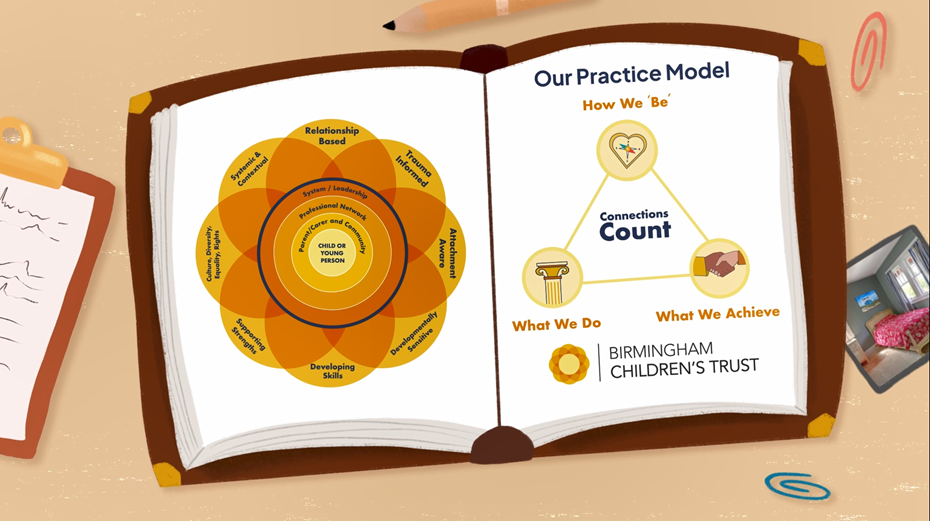 Relationship
Based
Trauma
Informed
Attachment
Aware
Developmentally
Sensitive
Developing
Skills
Supporting
Strengths
Culture, Diversity,
Equality, Rights
Systemic &
Contextual
System / Leadership
Professional Network
Parent/Carer and Community
CHILD OR
YOUNG
PERSON
Our Practice Model
How We 'Be'
Connections
Count
What We Do
What We Achieve
BIRMINGHAM
CHILDREN'S TRUST